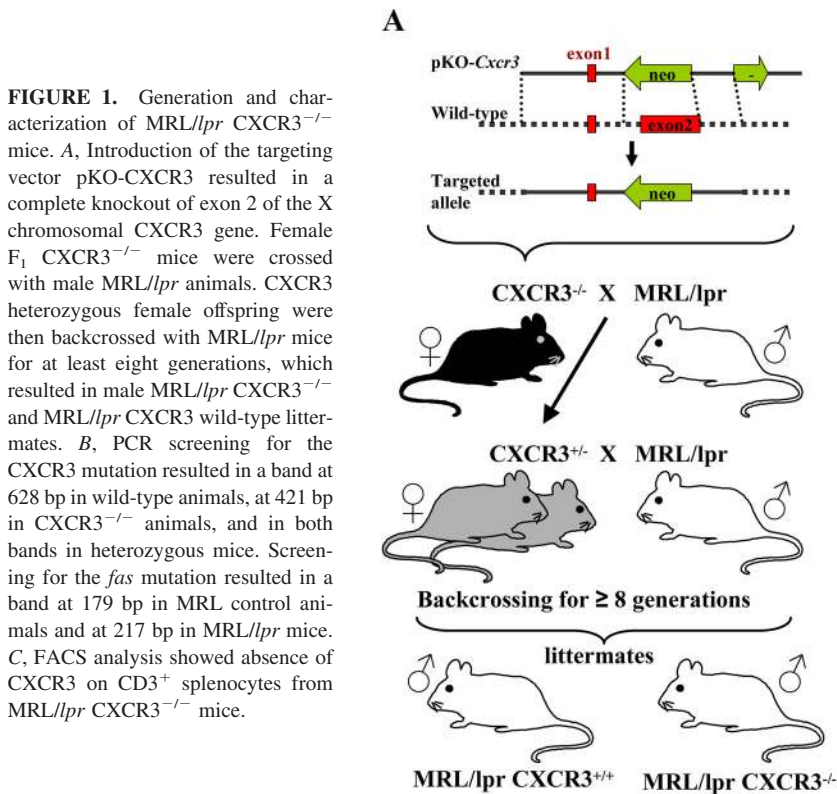 FIGURE 1. Generation and char-
acterization of MRL/lpr CXCR3−/−
mice. A, Introduction of the targeting
vector pKO-CXCR3 resulted in a
complete knockout of exon 2 of the X
chromosomal CXCR3 gene. Female
F1 CXCR3−/− mice were crossed
with male MRL/lpr animals. CXCR3
heterozygous female offspring were
then backcrossed with MRL/lpr mice
for at least eight generations, which
resulted in male MRL/lpr CXCR3−/−
and MRL/lpr CXCR3 wild-type litter-
mates. B, PCR screening for the
CXCR3 mutation resulted in a band at
628 bp in wild-type animals, at 421 bp
in CXCR3−/− animals, and in both
bands in heterozygous mice. Screen-
ing for the fas mutation resulted in a
band at 179 bp in MRL control ani-
mals and at 217 bp in MRL/lpr mice.
C, FACS analysis showed absence of
CXCR3 on CD3+ splenocytes from
MRL/lpr CXCR3−/− mice.
A
exon1
pKO-Cxcr3
neo
-
Wild-type
exon2
Targeted
allele
neo
CXCR3-/- X MRL/lpr
♀ ♂
CXCR3+/- X MRL/lpr
♀ ♂
Backcrossing for ≥ 8 generations
littermates
♂ ♂
MRL/lpr CXCR3+/+ MRL/lpr CXCR3-/-